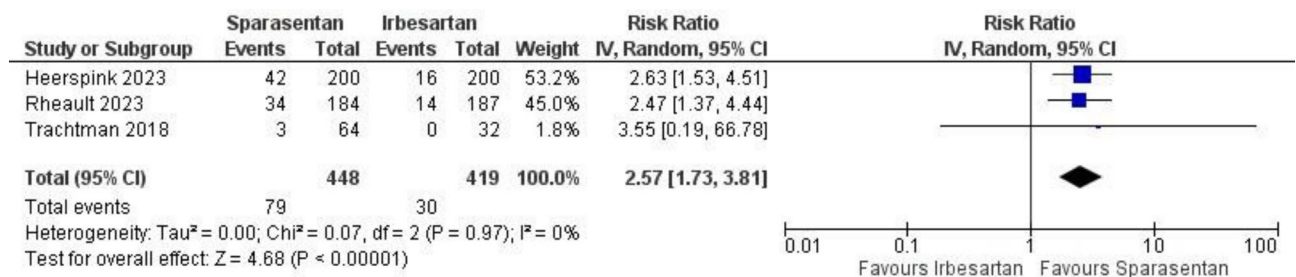 Sparasentan Irbesartan Risk Ratio Risk Ratio
Study or Subgroup Events Total Events Total Weight IV, Random, 95% CI IV, Random, 95% CI
Heerspink 2023 42 200 16 200 53.2% 2.63 [1.53, 4.51]
Rheault 2023 34 184 14 187 45.0% 2.47 [1.37, 4.44]
Trachtman 2018 3 64 0 32 1.8% 3.55 [0.19, 66.78]
Total (95% CI) 448 419 100.0% 2.57 [1.73, 3.81]
Total events 79 30
Heterogeneity: Tau² = 0.00; Chi² = 0.07, df = 2 (P = 0.97); I² = 0%
Test for overall effect: Z = 4.68 (P < 0.00001)
0.01 0.1 1 10 100
Favours Irbesartan Favours Sparasentan